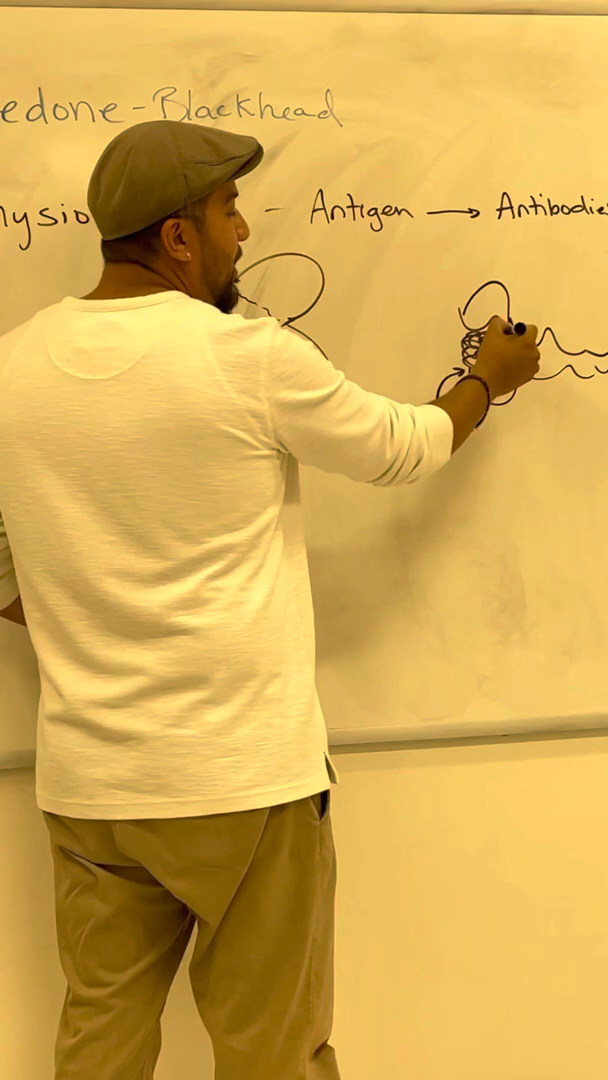 edone - Blackhead
hysio - Antigen → Antibodies